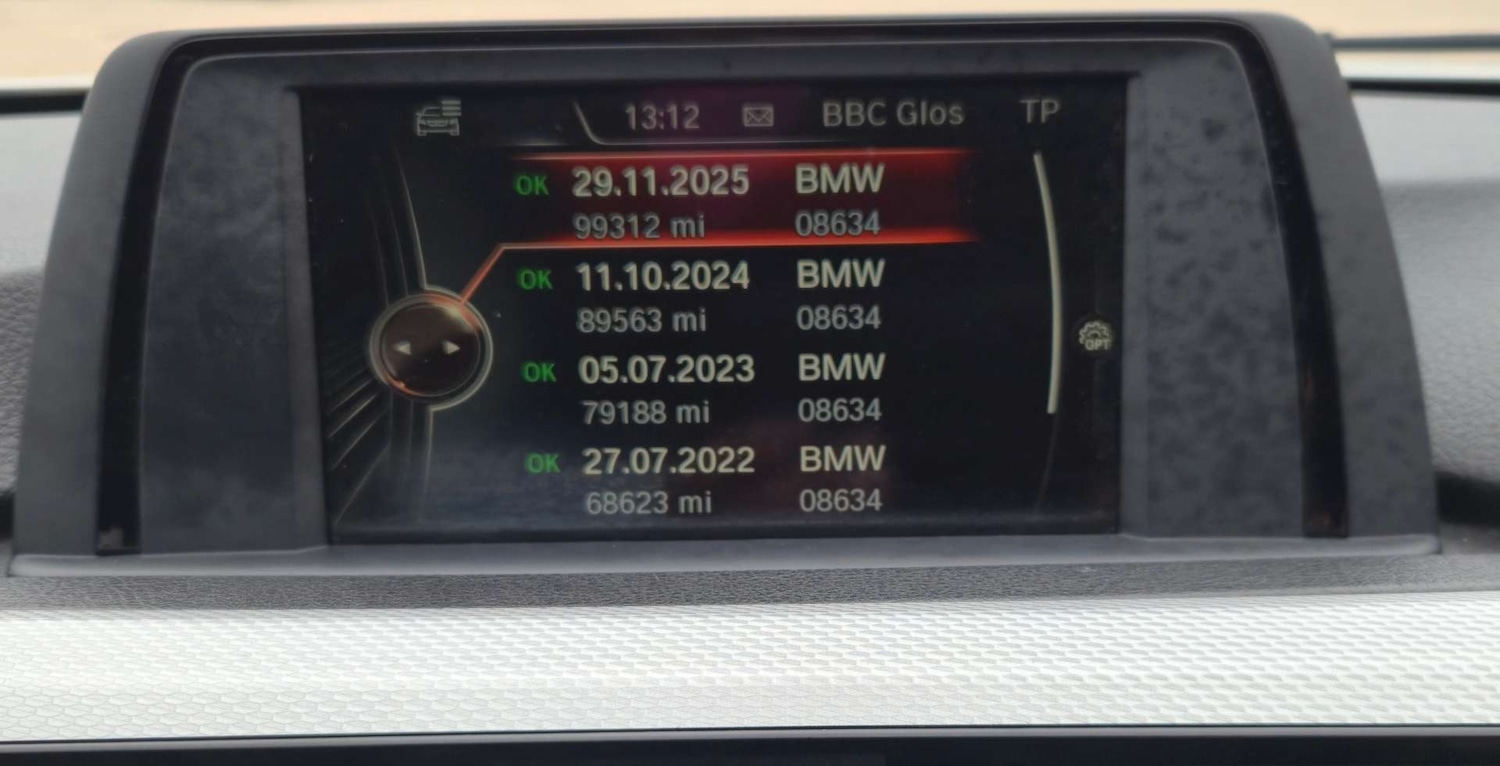 13:12 BBC Glos TP
OK 29.11.2025 BMW
99312 mi 08634
OK 11.10.2024 BMW
89563 mi 08634
OK 05.07.2023 BMW
79188 mi 08634
OK 27.07.2022 BMW
68623 mi 08634
OPT